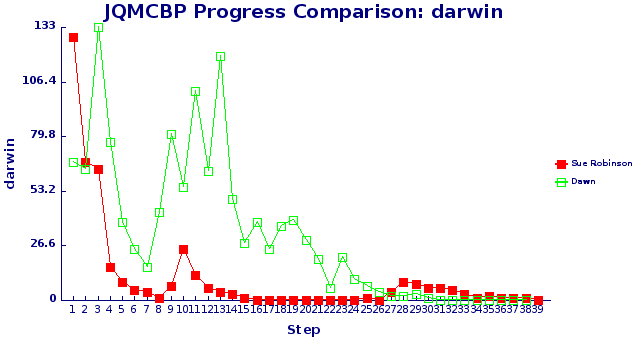 JQMCBP Progress Comparison: darwin
133
106.4
79.8
53.2
26.6
0
darwin
1 2 3 4 5 6 7 8 9 10 11 12 13 14 15 16 17 18 19 20 21 22 23 24 25 26 27 28 29 30 31 32 33 34 35 36 37 38 39
Step
Sue Robinson
Dawn